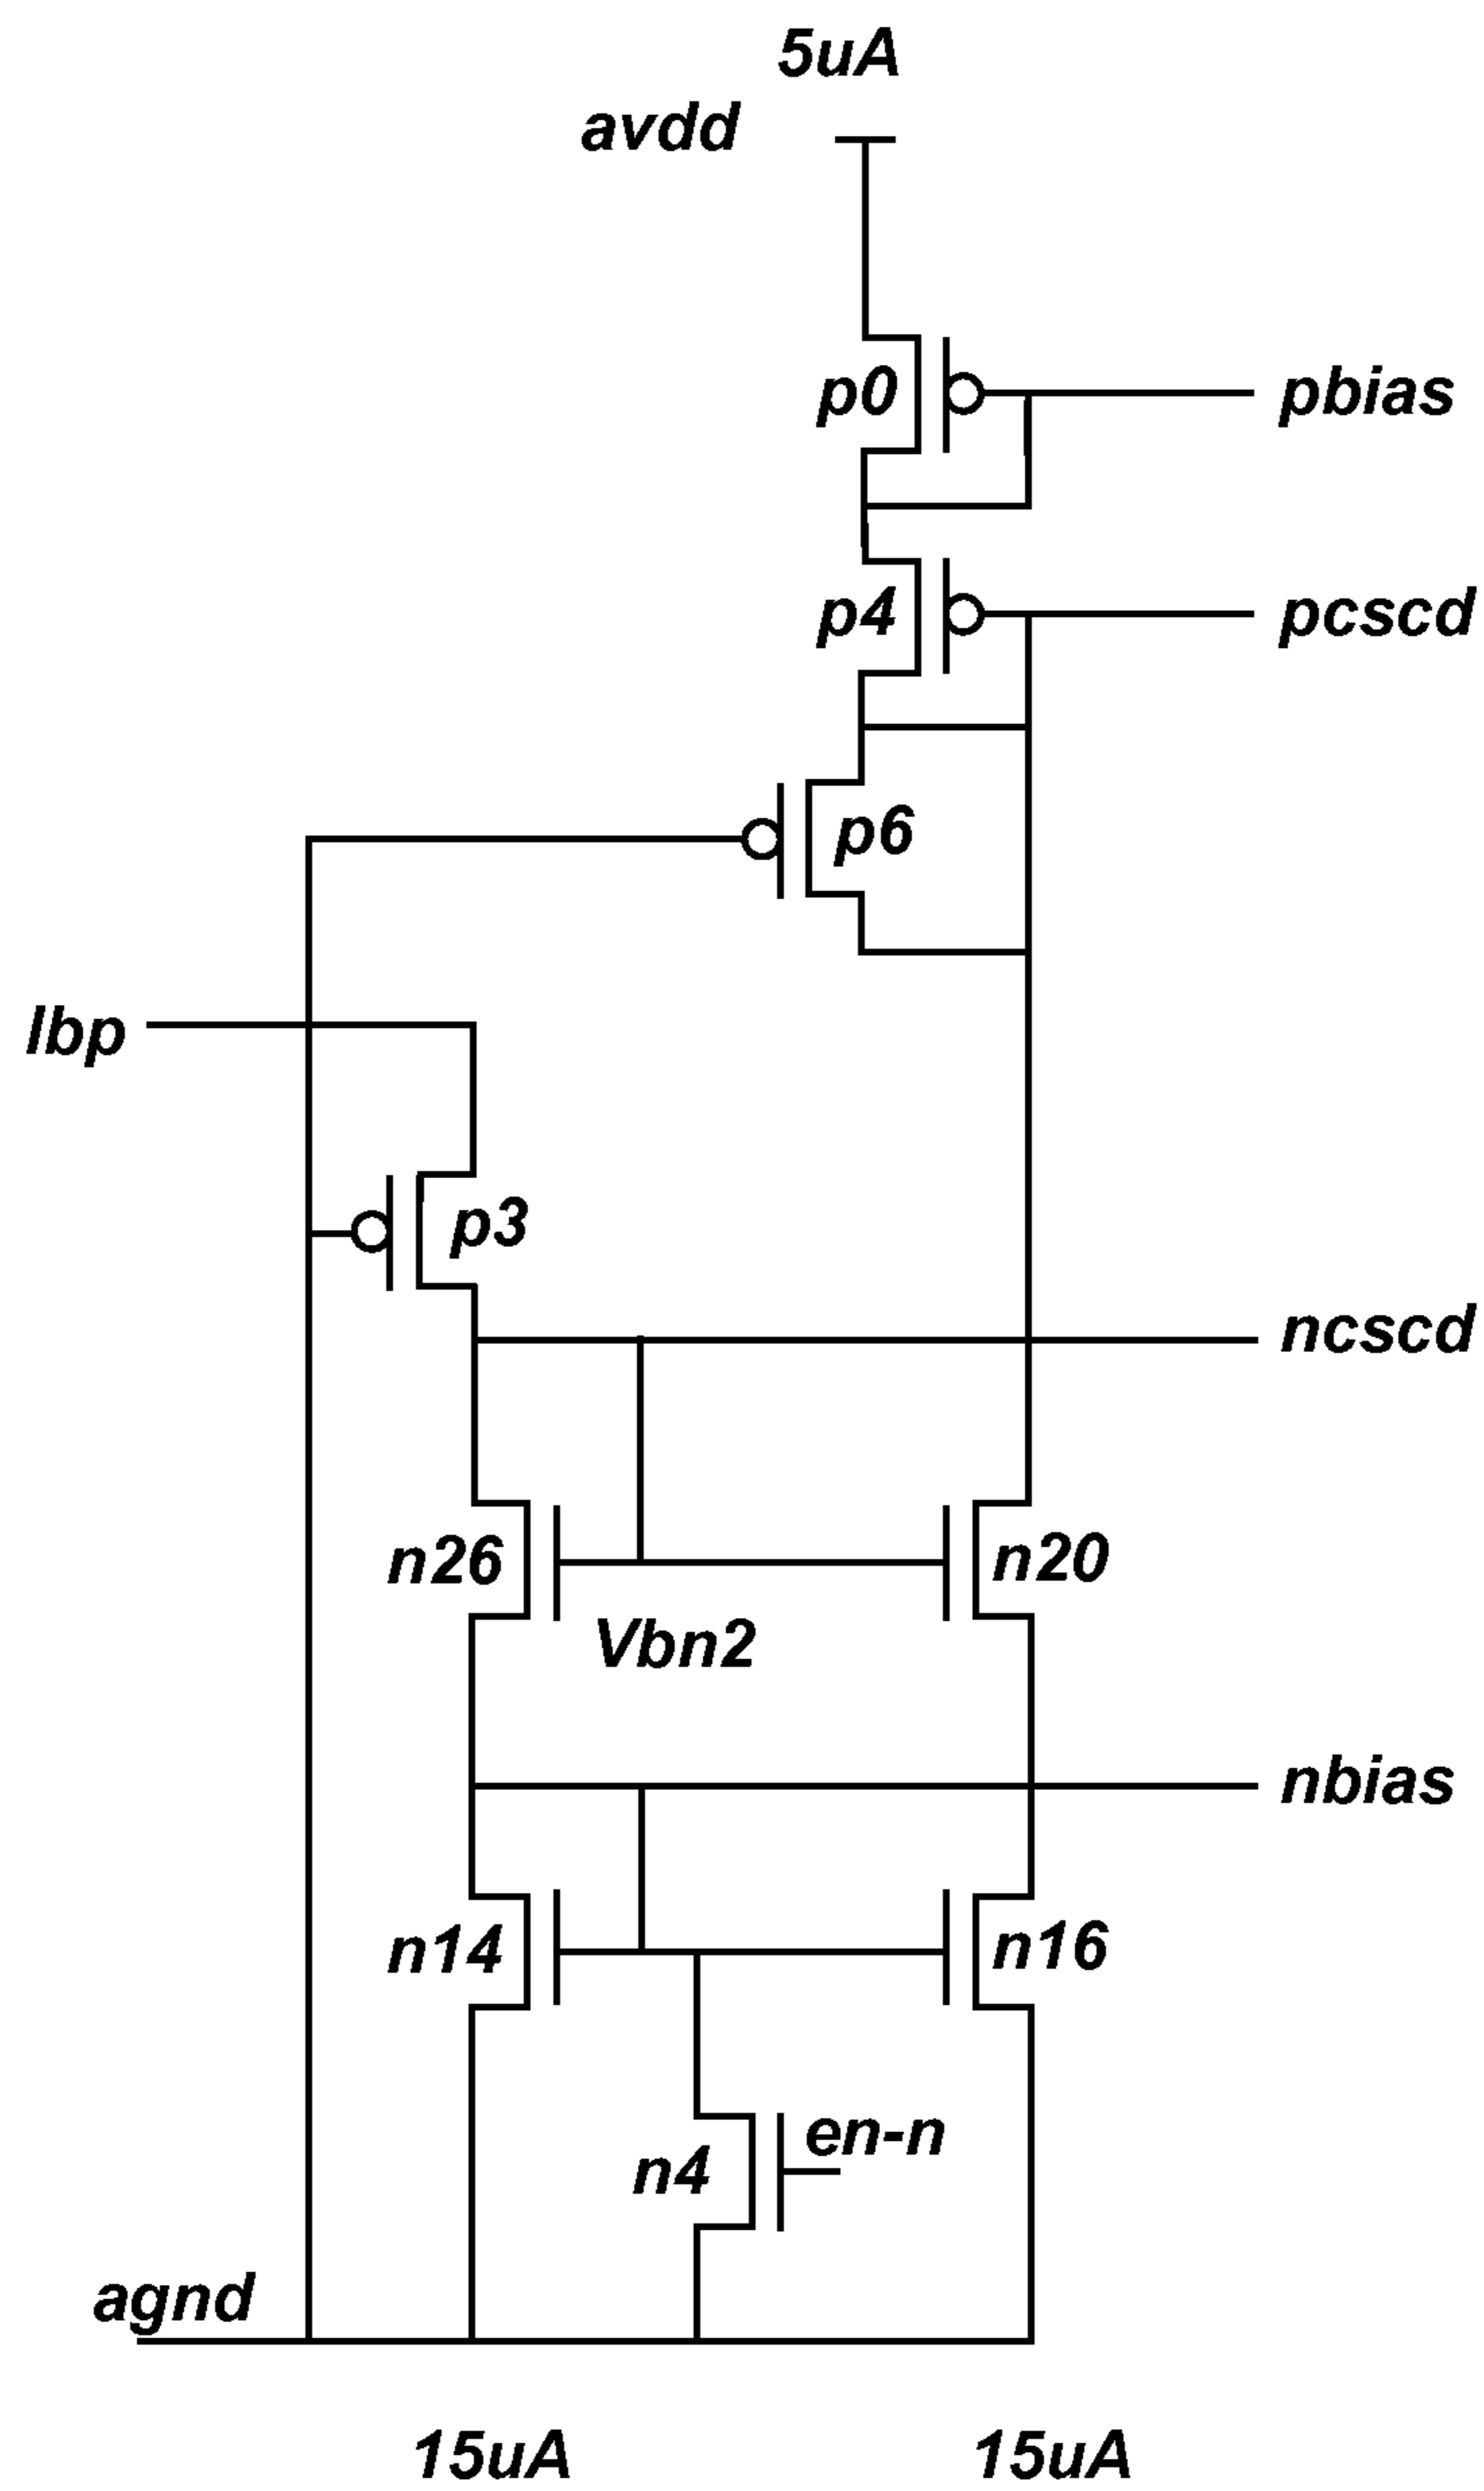 5uA
avdd
p0
pbias
p4
pcscd
p6
Ibp
p3
ncscd
n26
n20
Vbn2
nbias
n14
n16
en-n
n4
agnd
15uA
15uA